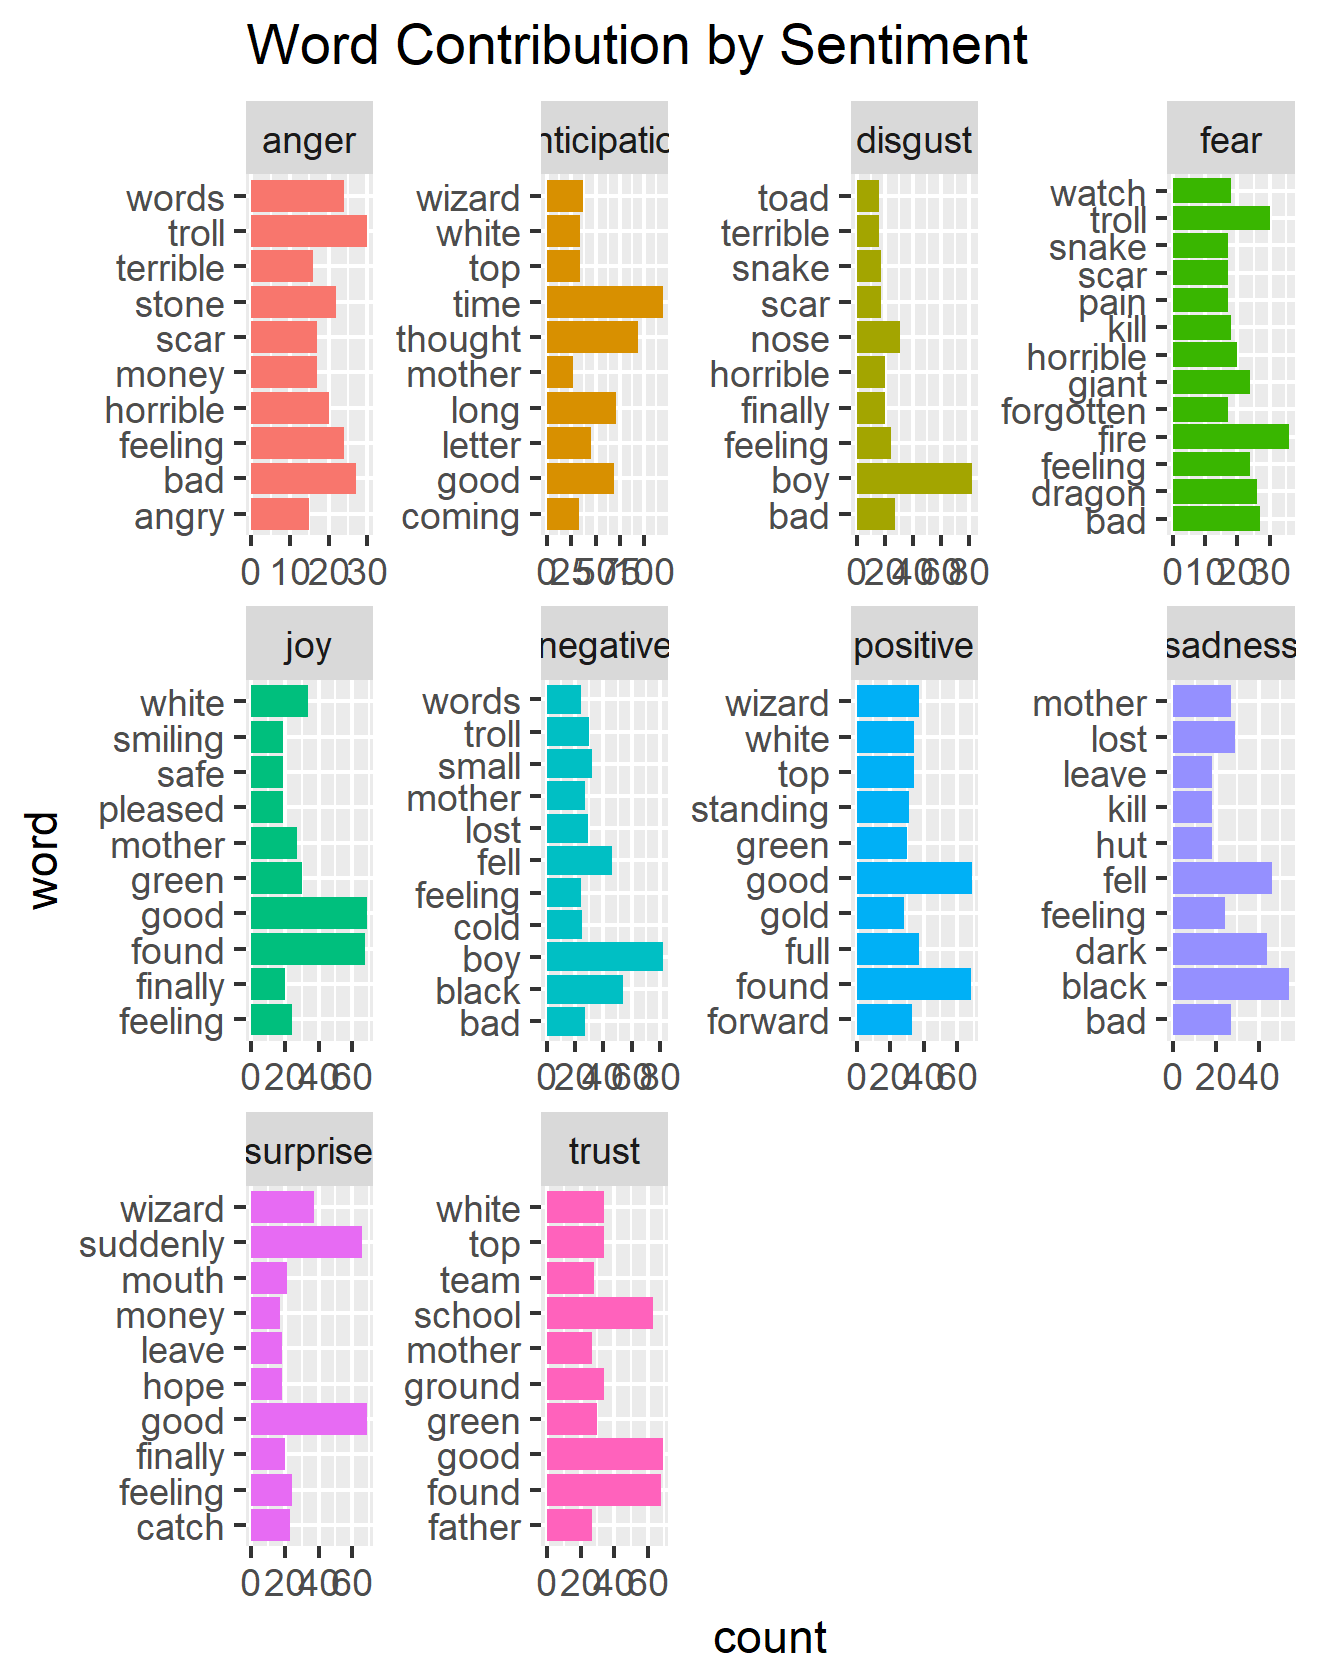 Word Contribution by Sentiment
anger
words
troll
terrible
stone
scar
money
horrible
feeling
bad
angry
0 10 20 30
nticipatio
wizard
white
top
time
thought
mother
long
letter
good
coming
0 25 50 75 100
disgust
toad
terrible
snake
scar
nose
horrible
finally
feeling
boy
bad
0 20 40 60 80
fear
watch
troll
snake
scar
pain
kill
horrible
giant
forgotten
fire
feeling
dragon
bad
0 10 20 30
joy
white
smiling
safe
pleased
mother
green
good
found
finally
feeling
0 20 40 60
negative
words
troll
small
mother
lost
fell
feeling
cold
boy
black
bad
0 20 40 60 80
positive
wizard
white
top
standing
green
good
gold
full
found
forward
0 20 40 60
sadness
mother
lost
leave
kill
hut
fell
feeling
dark
black
bad
0 20 40
surprise
wizard
suddenly
mouth
money
leave
hope
good
finally
feeling
catch
0 20 40 60
trust
white
top
team
school
mother
ground
green
good
found
father
0 20 40 60
word
count